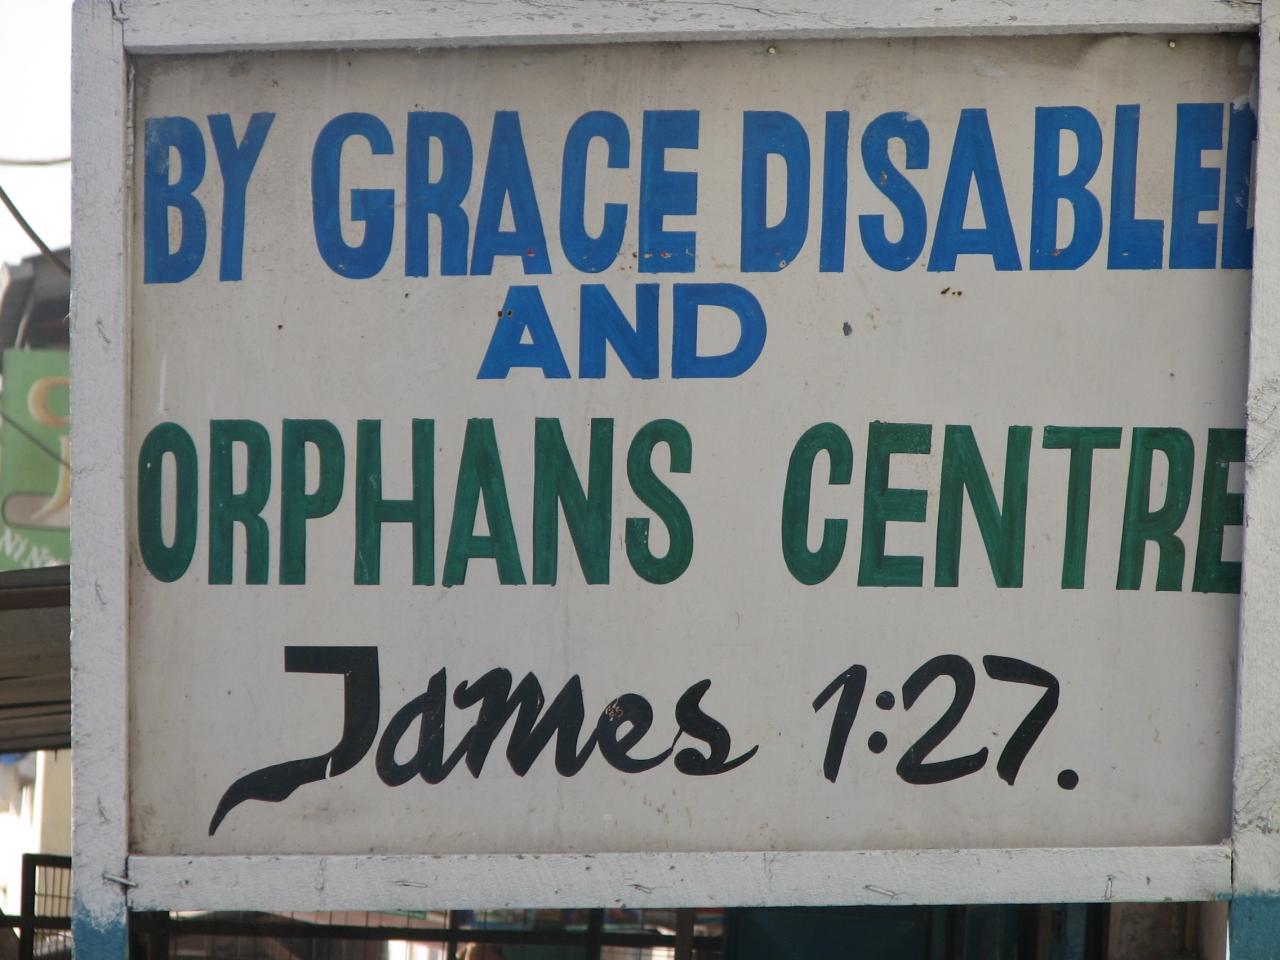 BY GRACE DISABLED
AND
ORPHANS CENTRE
James 1:27.